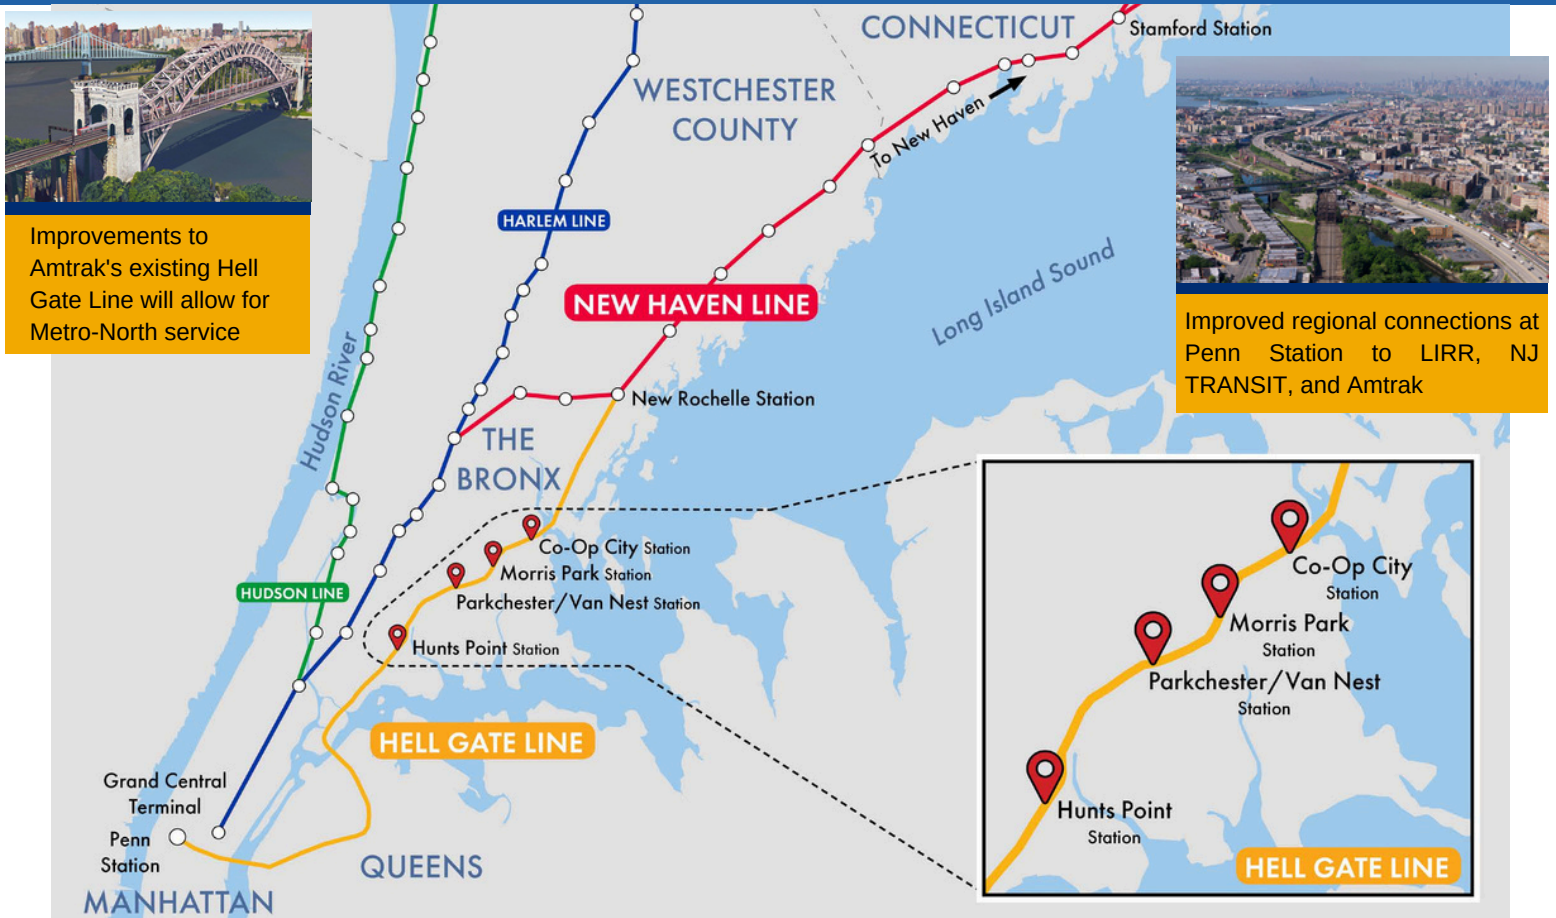 CONNECTICUT
Stamford Station
WESTCHESTER
COUNTY
To New Haven
HARLEM LINE
Improvements to
Amtrak's existing Hell
Gate Line will allow for
Metro-North service
NEW HAVEN LINE
Long Island Sound
Improved regional connections at
Penn Station to LIRR, NJ
TRANSIT, and Amtrak
Hudson River
New Rochelle Station
THE
BRONX
Co-Op City Station
Morris Park Station
Parkchester/Van Nest Station
Hunts Point Station
HUDSON LINE
HELL GATE LINE
Grand Central
Terminal
Penn
Station
QUEENS
MANHATTAN
Co-Op City
Station
Morris Park
Station
Parkchester/Van Nest
Station
Hunts Point
Station
HELL GATE LINE